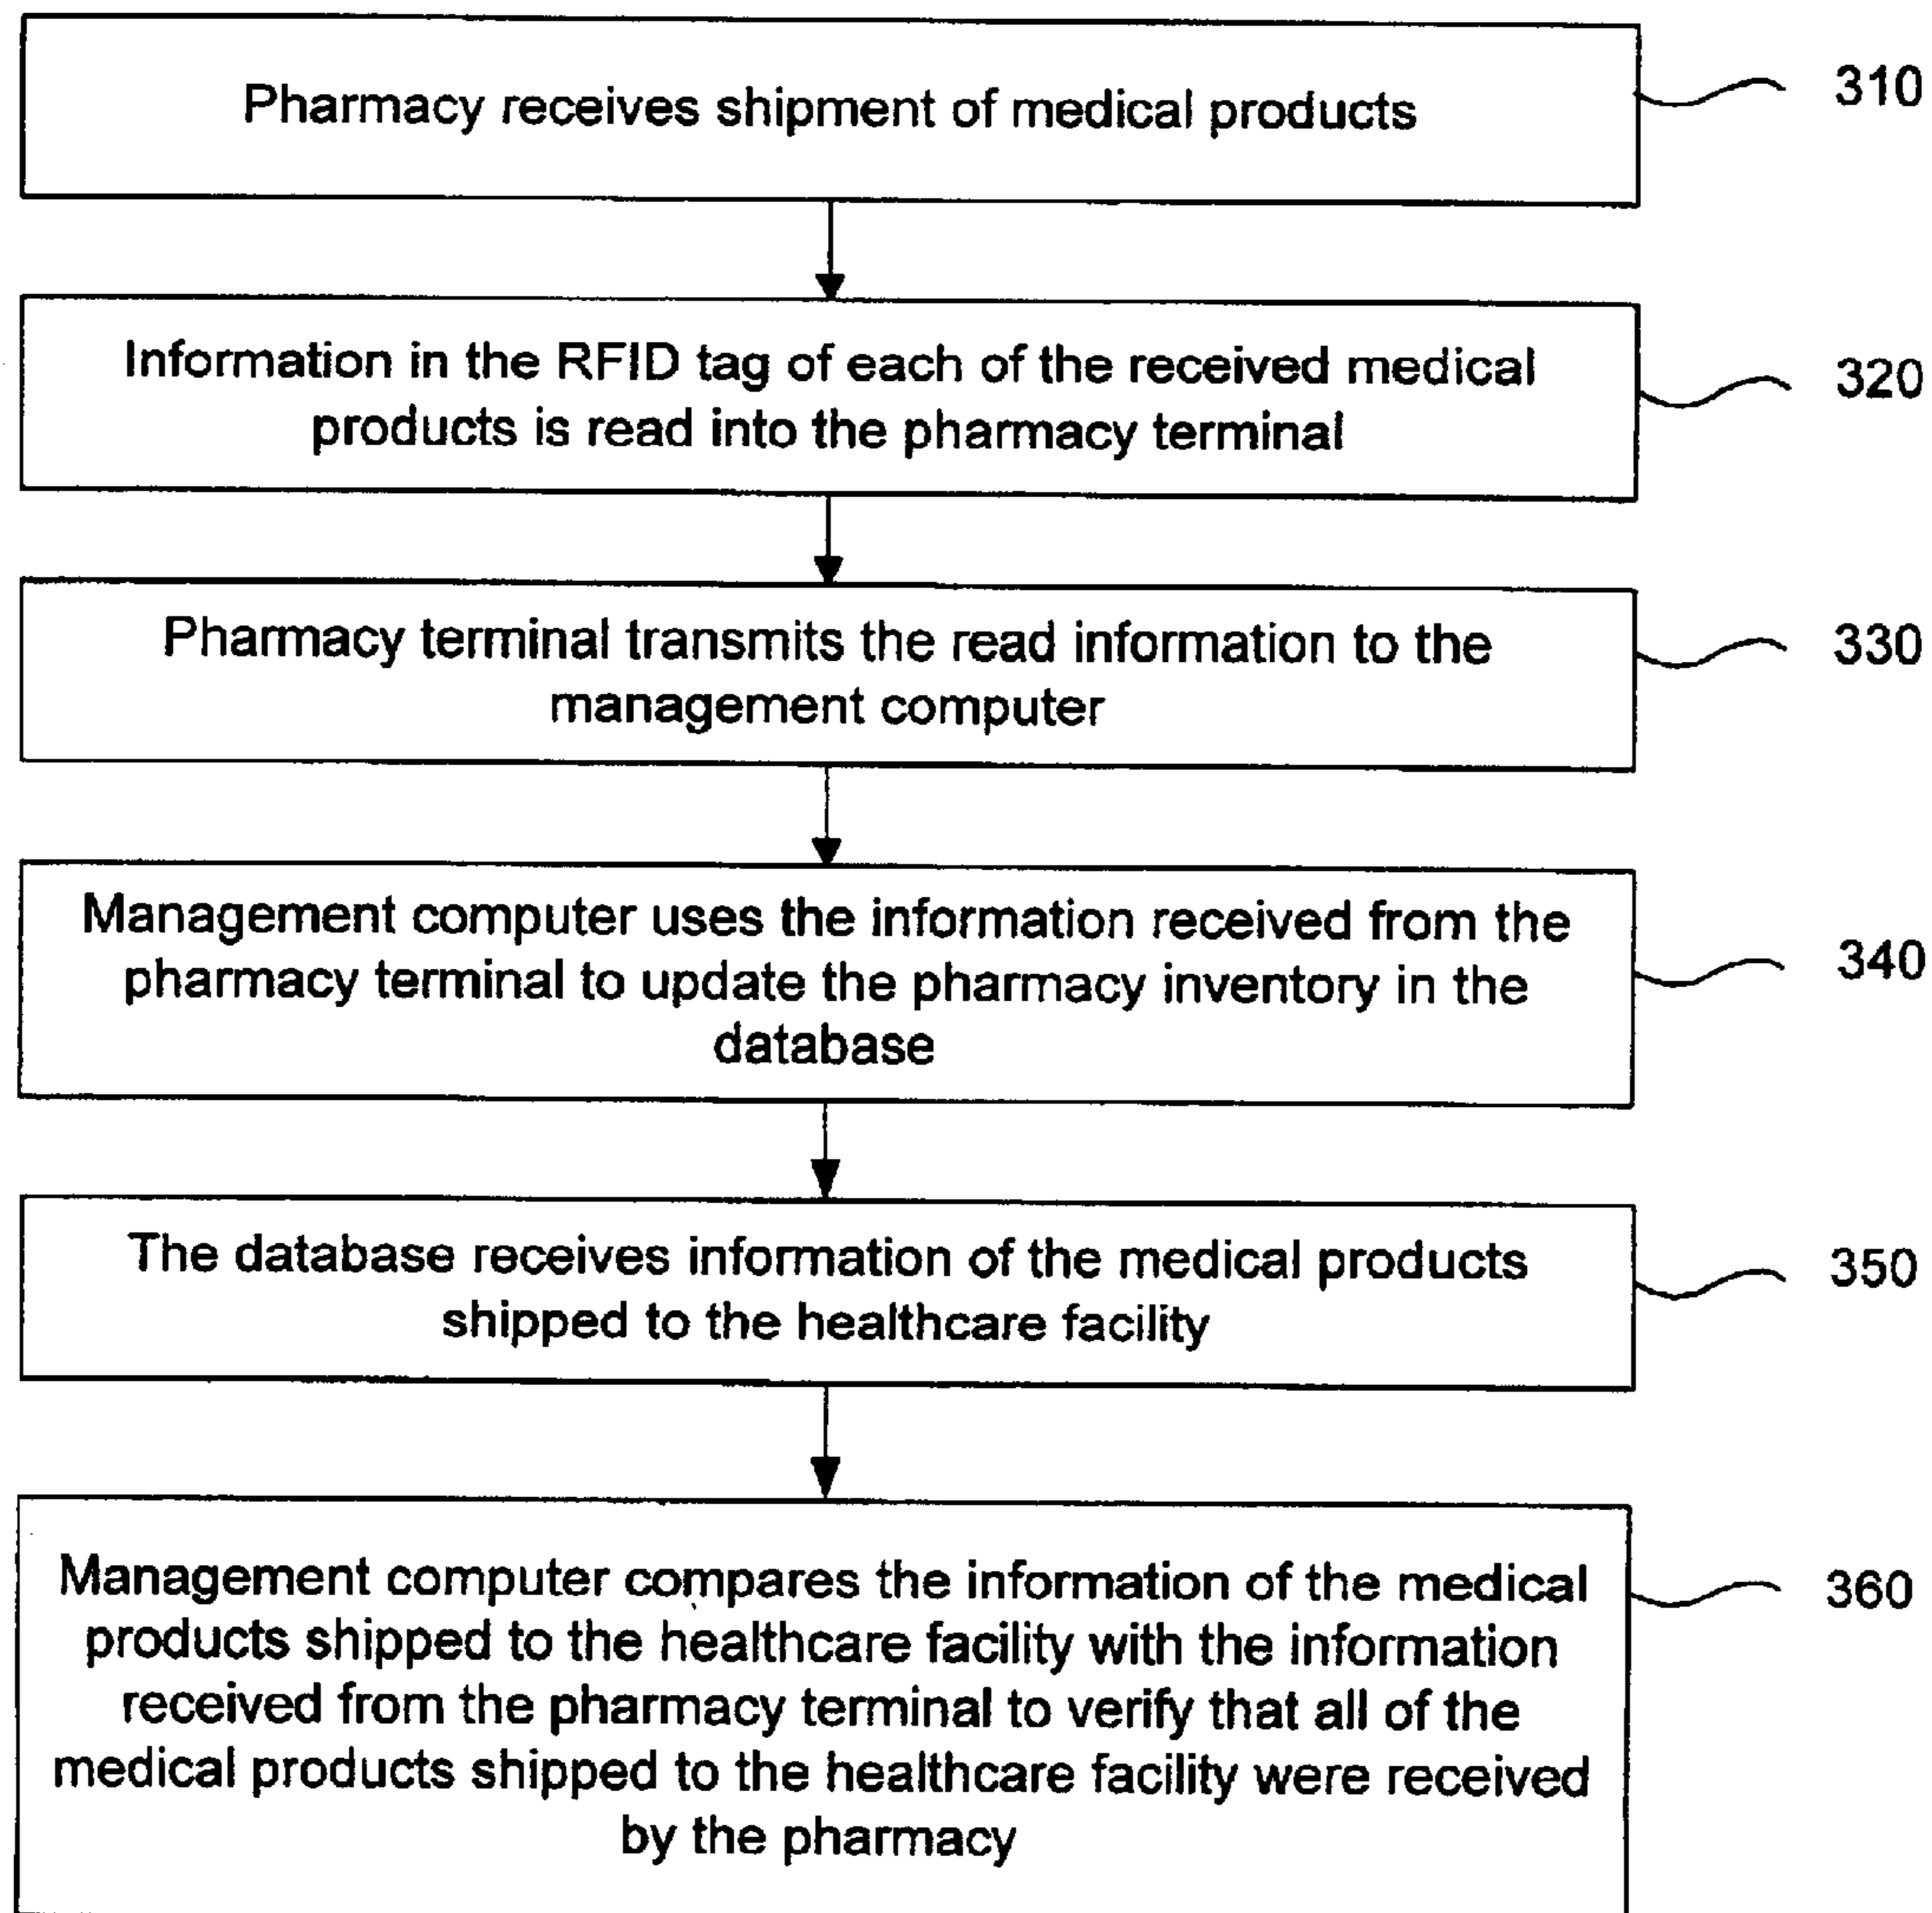 Pharmacy receives shipment of medical products
310
Information in the RFID tag of each of the received medical
products is read into the pharmacy terminal
320
Pharmacy terminal transmits the read information to the
management computer
330
Management computer uses the information received from the
pharmacy terminal to update the pharmacy inventory in the
database
340
The database receives information of the medical products
shipped to the healthcare facility
350
Management computer compares the information of the medical
products shipped to the healthcare facility with the information
received from the pharmacy terminal to verify that all of the
medical products shipped to the healthcare facility were received
by the pharmacy
360